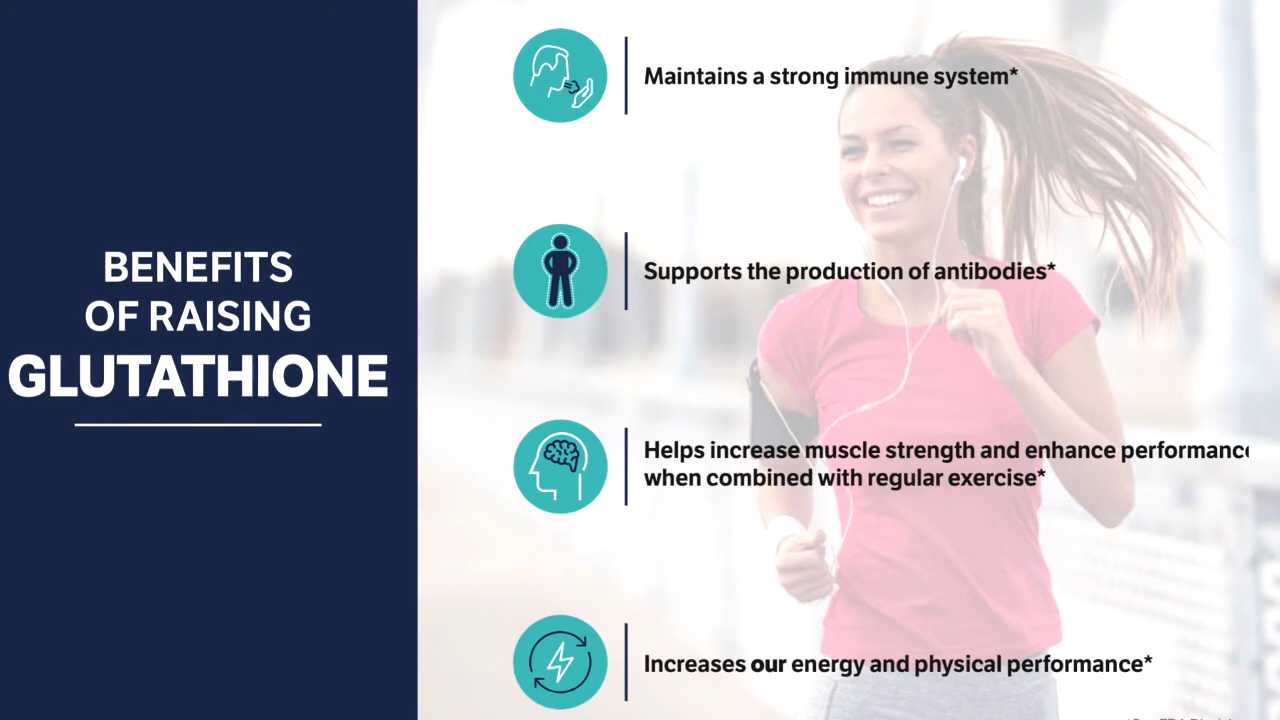 BENEFITS
OF RAISING
GLUTATHIONE
Maintains a strong immune system*
Supports the production of antibodies*
Helps increase muscle strength and enhance performanc
when combined with regular exercise*
Increases our energy and physical performance*